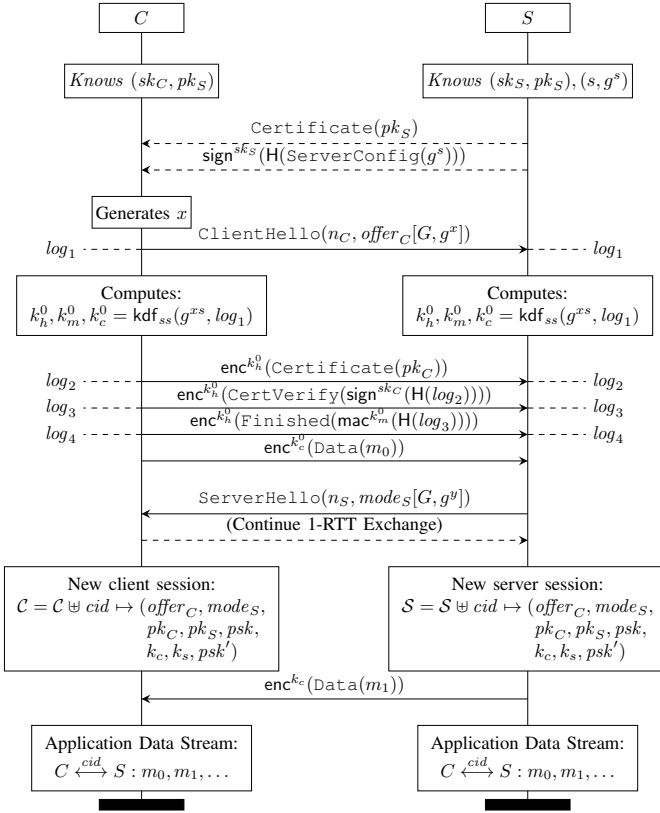 C S
Knows (sk_C, pk_S) Knows (sk_S, pk_S), (s, g^s)
Certificate(pk_S)
sign^{sk_S}(H(ServerConfig(g^s)))
Generates x
ClientHello(n_C, offer_C[G, g^x])
log_1 log_1
Computes: Computes:
k_h^0, k_m^0, k_c^0 = kdf_{ss}(g^{xs}, log_1) k_h^0, k_m^0, k_c^0 = kdf_{ss}(g^{xs}, log_1)
enc^{k_h^0}(Certificate(pk_C))
log_2 log_2
enc^{k_h^0}(CertVerify(sign^{sk_C}(H(log_2))))
log_3 log_3
enc^{k_h^0}(Finished(mac^{k_m^0}(H(log_3))))
log_4 log_4
enc^{k_c^0}(Data(m_0))
ServerHello(n_S, mode_S[G, g^y])
(Continue 1-RTT Exchange)
New client session: New server session:
𝒞 = 𝒞 ⊎ cid ↦ (offer_C, mode_S, 𝒮 = 𝒮 ⊎ cid ↦ (offer_C, mode_S,
pk_C, pk_S, psk, pk_C, pk_S, psk,
k_c, k_s, psk′) k_c, k_s, psk′)
enc^{k_c}(Data(m_1))
Application Data Stream: Application Data Stream:
C ⟷^{cid} S : m_0, m_1, … C ⟷^{cid} S : m_0, m_1, …